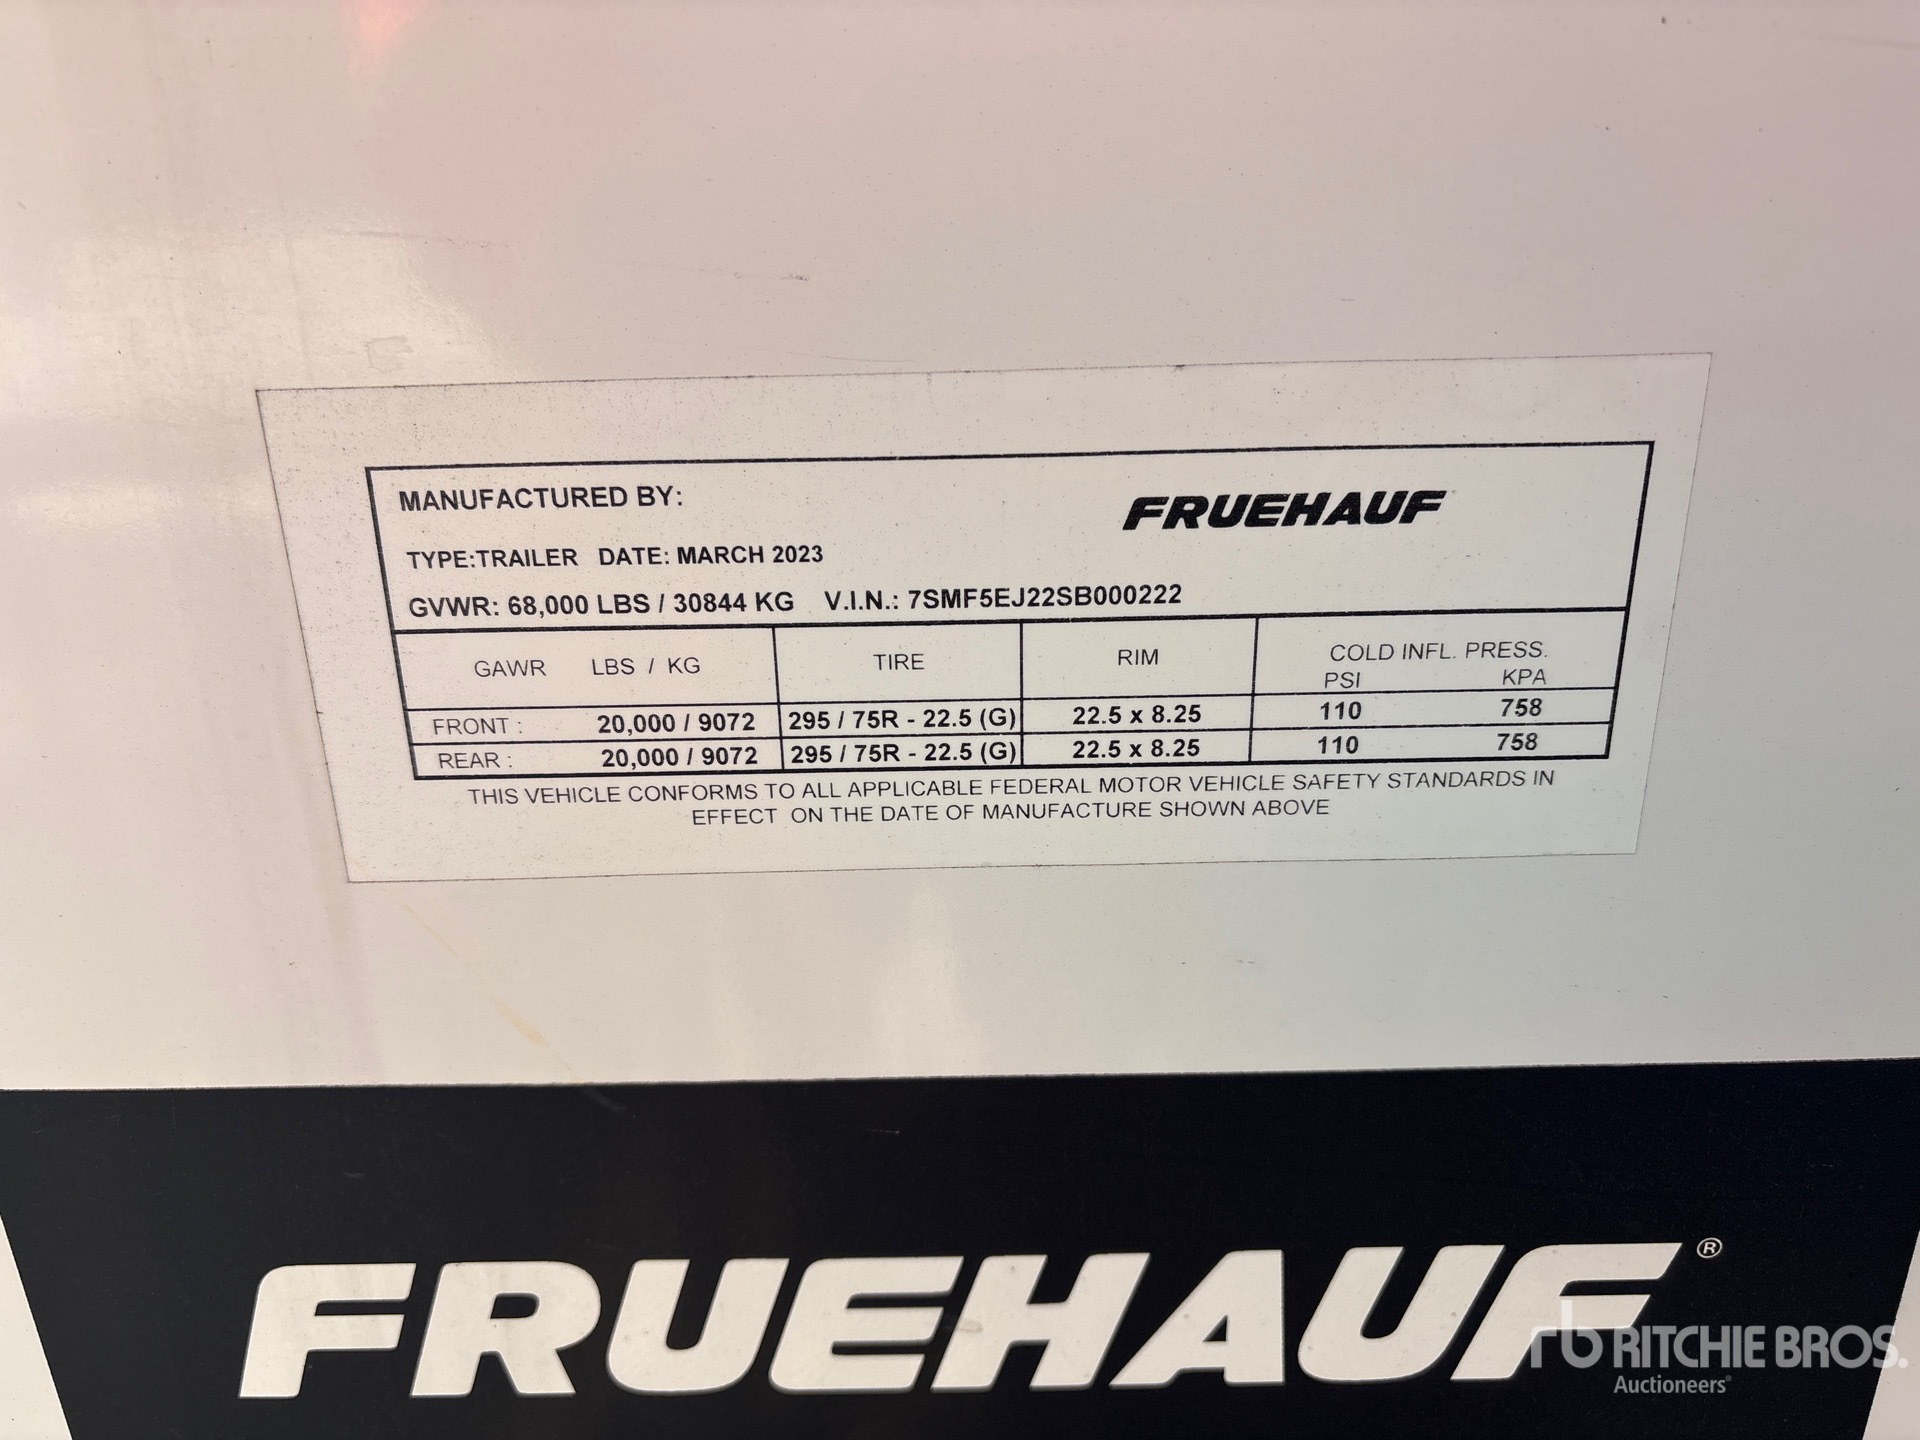 MANUFACTURED BY: FRUEHAUF
TYPE:TRAILER DATE: MARCH 2023
GVWR: 68,000 LBS / 30844 KG V.I.N.: 7SMF5EJ22SB000222
GAWR LBS / KG TIRE RIM COLD INFL. PRESS.
PSI KPA
FRONT : 20,000 / 9072 295 / 75R - 22.5 (G) 22.5 x 8.25 110 758
REAR : 20,000 / 9072 295 / 75R - 22.5 (G) 22.5 x 8.25 110 758
THIS VEHICLE CONFORMS TO ALL APPLICABLE FEDERAL MOTOR VEHICLE SAFETY STANDARDS IN
EFFECT ON THE DATE OF MANUFACTURE SHOWN ABOVE
FRUEHAUF®
rb RITCHIE BROS.
Auctioneers®